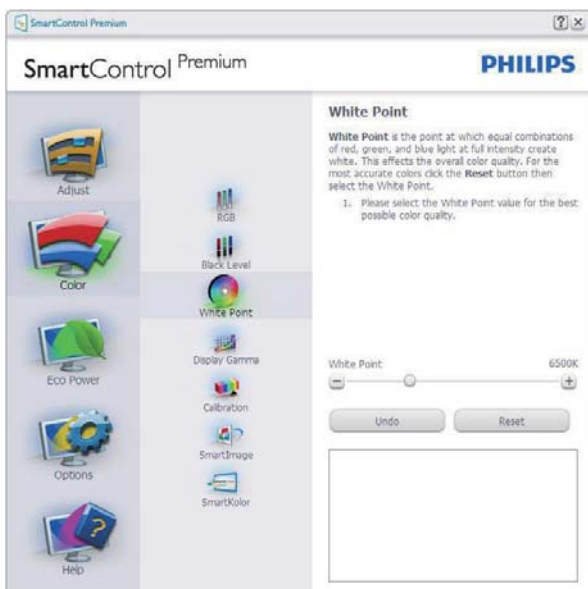 SmartControl Premium
? ×
SmartControl Premium
PHILIPS
Adjust
Color
Eco Power
Options
Help
RGB
Black Level
White Point
Display Gamma
Calibration
SmartImage
SmartKolor
White Point
White Point is the point at which equal combinations
of red, green, and blue light at full intensity create
white. This effects the overall color quality. For the
most accurate colors click the Reset button then
select the White Point.
1. Please select the White Point value for the best
possible color quality.
White Point 6500K
Undo Reset